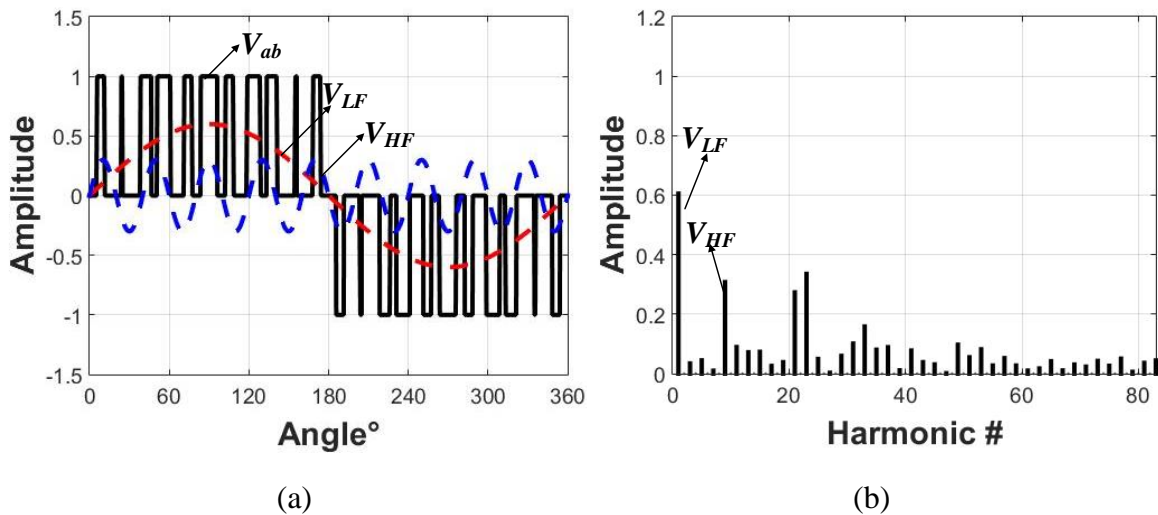 1.5
1
0.5
0
-0.5
-1
-1.5
Amplitude
V_ab
V_LF
V_HF
0 60 120 180 240 300 360
Angle°
(a)
1.2
1
0.8
0.6
0.4
0.2
0
Amplitude
V_LF
V_HF
0 20 40 60 80
Harmonic #
(b)